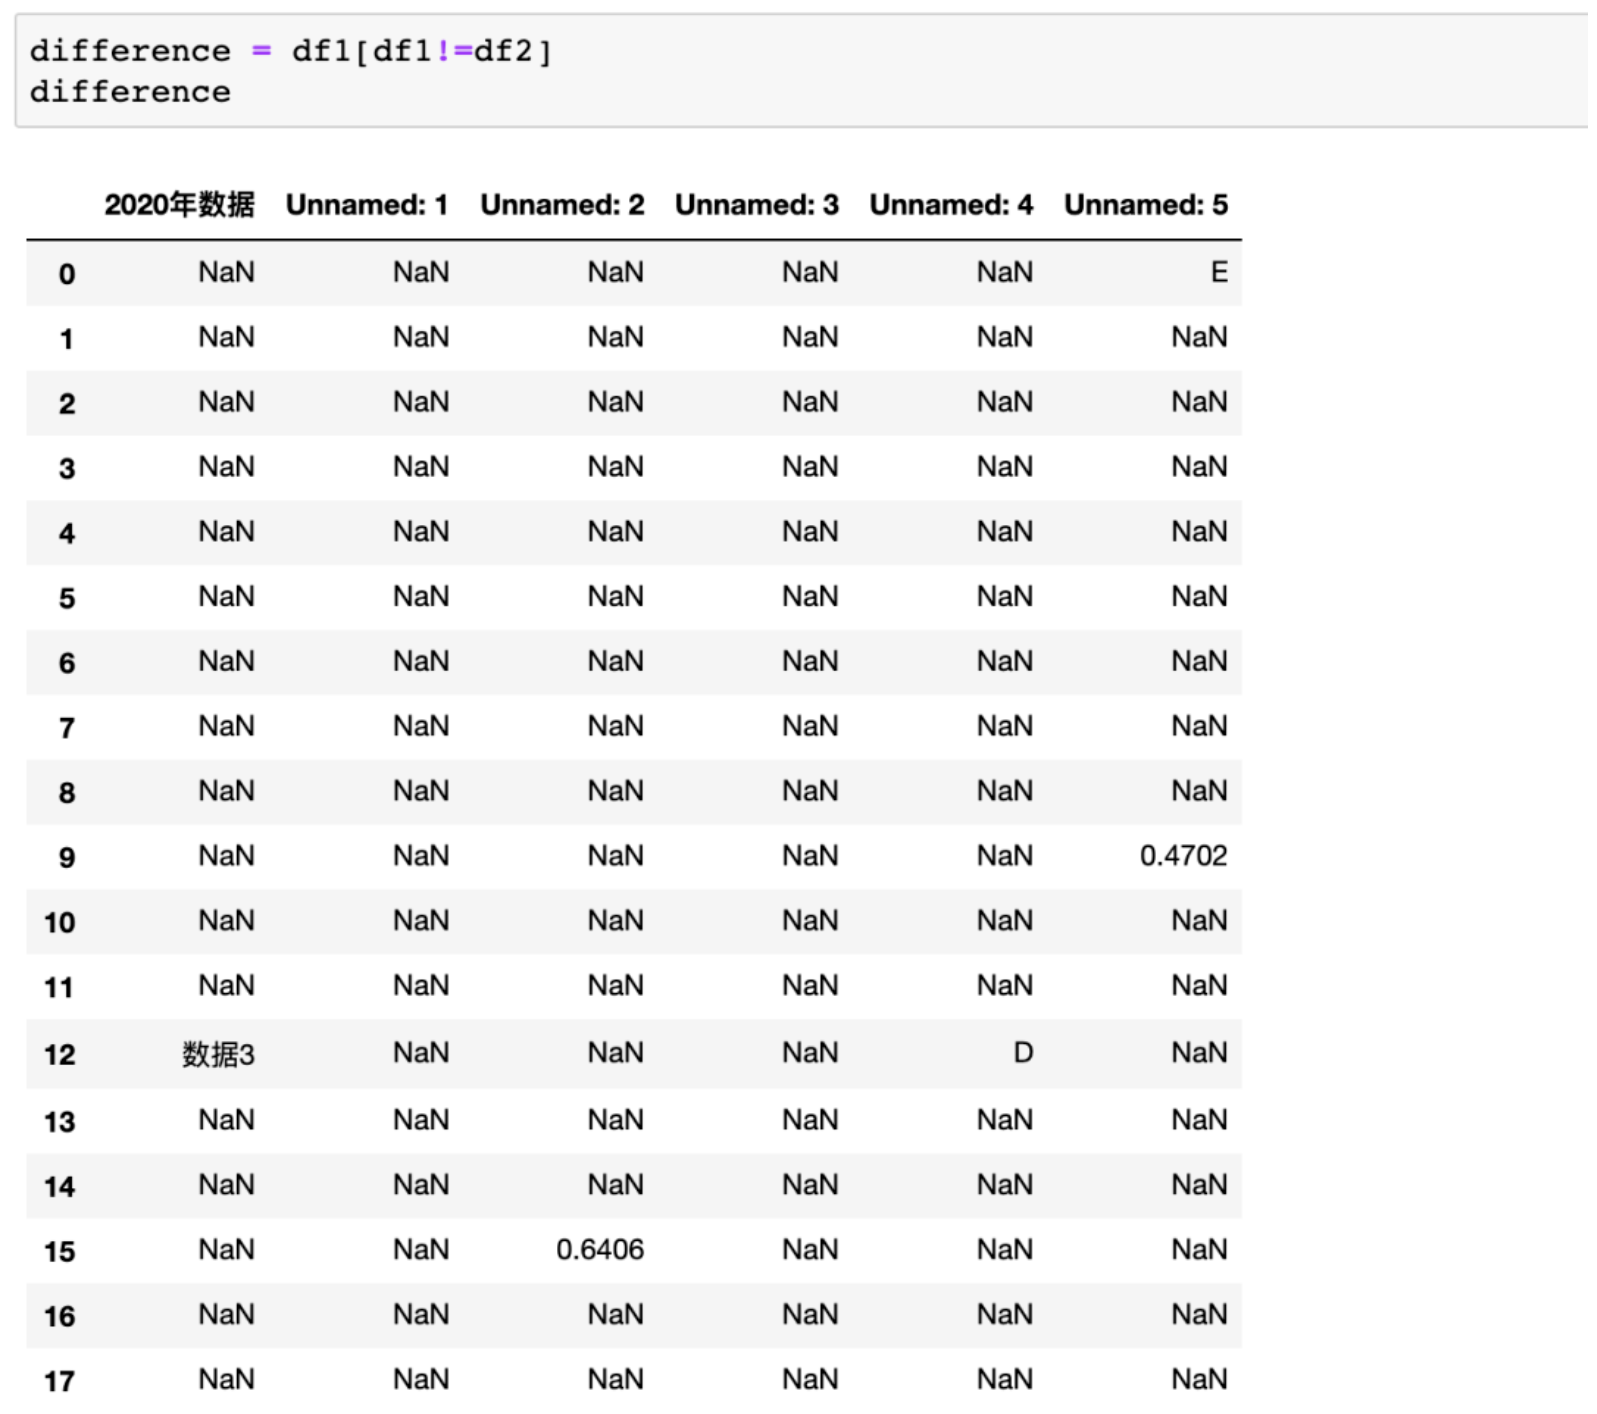 difference = df1[df1!=df2]
difference
2020年数据 Unnamed: 1 Unnamed: 2 Unnamed: 3 Unnamed: 4 Unnamed: 5
0 NaN NaN NaN NaN NaN E
1 NaN NaN NaN NaN NaN NaN
2 NaN NaN NaN NaN NaN NaN
3 NaN NaN NaN NaN NaN NaN
4 NaN NaN NaN NaN NaN NaN
5 NaN NaN NaN NaN NaN NaN
6 NaN NaN NaN NaN NaN NaN
7 NaN NaN NaN NaN NaN NaN
8 NaN NaN NaN NaN NaN NaN
9 NaN NaN NaN NaN NaN 0.4702
10 NaN NaN NaN NaN NaN NaN
11 NaN NaN NaN NaN NaN NaN
12 数据3 NaN NaN NaN D NaN
13 NaN NaN NaN NaN NaN NaN
14 NaN NaN NaN NaN NaN NaN
15 NaN NaN 0.6406 NaN NaN NaN
16 NaN NaN NaN NaN NaN NaN
17 NaN NaN NaN NaN NaN NaN